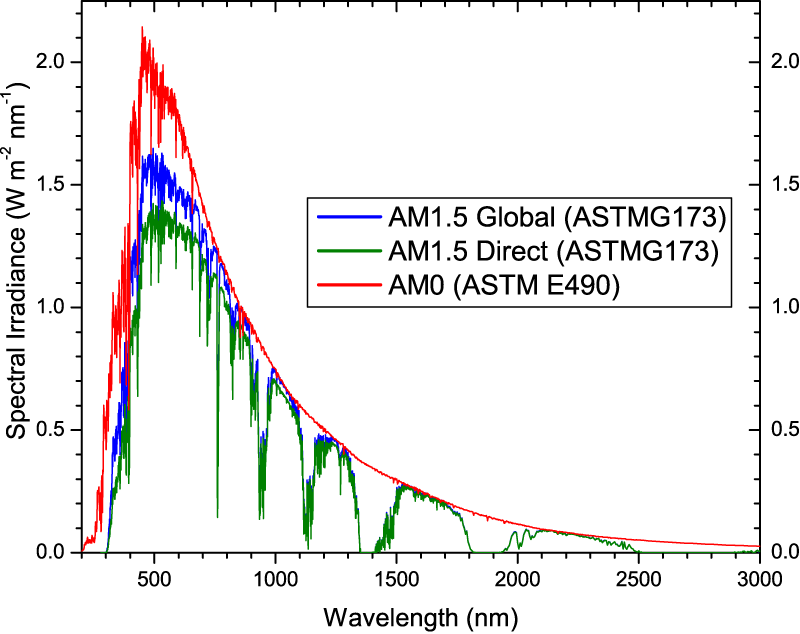 2.0
1.5
1.0
0.5
0.0
2.0
1.5
1.0
0.5
0.0
Spectral Irradiance (W m-2 nm-1)
AM1.5 Global (ASTMG173)
AM1.5 Direct (ASTMG173)
AM0 (ASTM E490)
500 1000 1500 2000 2500 3000
Wavelength (nm)